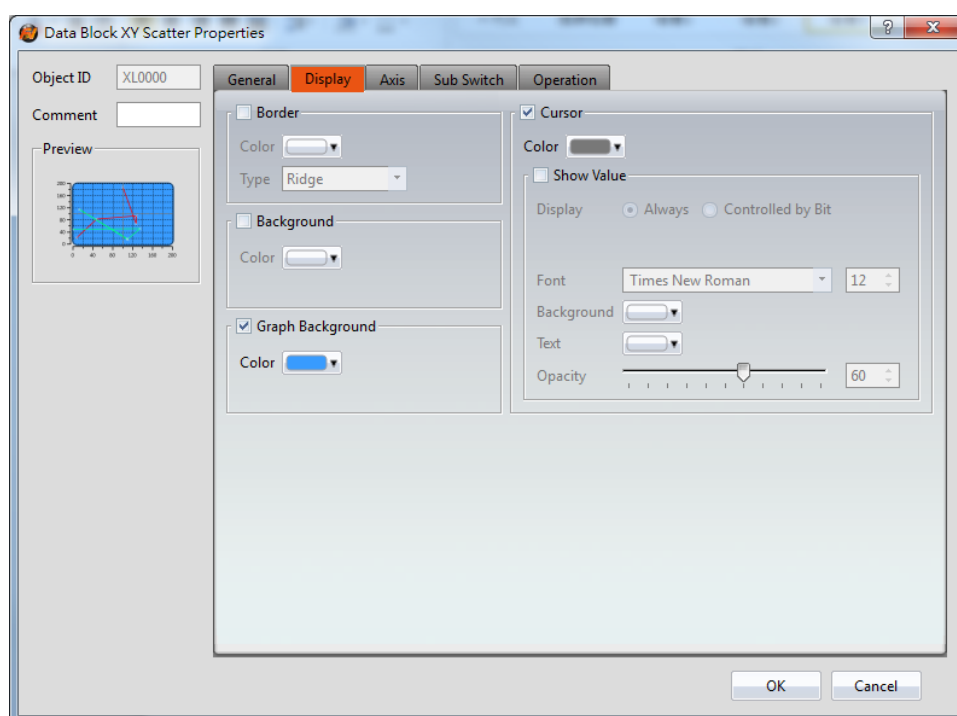 Data Block XY Scatter Properties
?
Object ID XL0000
Comment
Preview
General Display Axis Sub Switch Operation
Border
Color
Type Ridge
Background
Color
Graph Background
Color
Cursor
Color
Show Value
Display Always Controlled by Bit
Font Times New Roman 12
Background
Text
Opacity 60
OK Cancel